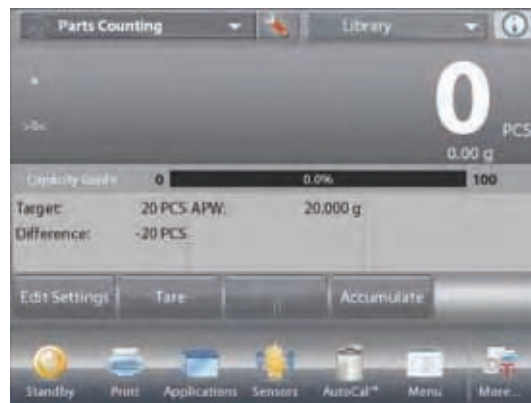 Parts Counting Library
*
>0<
0 PCS
0.00 g
Capacity Guide 0 0.0% 100
Target: 20 PCS APW: 20.000 g
Difference: -20 PCS
Edit Settings Tare Accumulate
Standby Print Applications Sensors AutoCal™ Menu More...